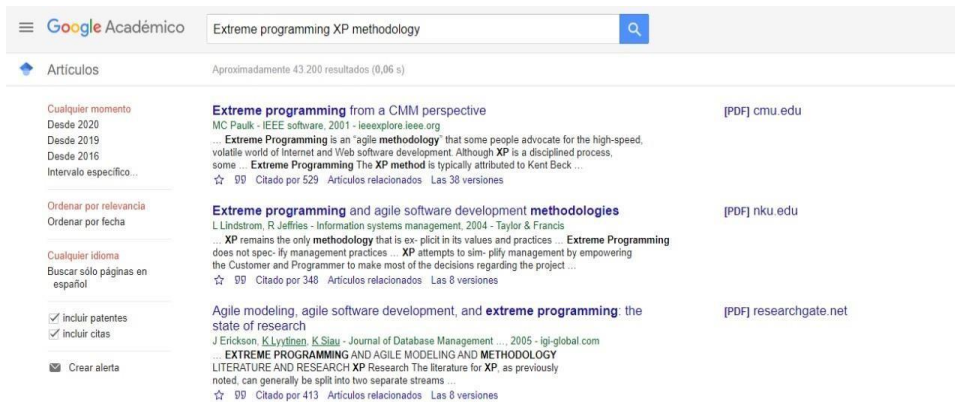 Google Académico
Extreme programming XP methodology
Artículos
Aproximadamente 43.200 resultados (0,06 s)
Cualquier momento
Desde 2020
Desde 2019
Desde 2016
Intervalo específico...
Ordenar por relevancia
Ordenar por fecha
Cualquier idioma
Buscar sólo páginas en
español
incluir patentes
incluir citas
Crear alerta
Extreme programming from a CMM perspective
[PDF] cmu.edu
MC Paulk - IEEE software, 2001 - ieeexplore.ieee.org
... Extreme Programming is an "agile methodology" that some people advocate for the high-speed,
volatile world of Internet and Web software development. Although XP is a disciplined process,
some ... Extreme Programming The XP method is typically attributed to Kent Beck ...
Citado por 529 Artículos relacionados Las 38 versiones
Extreme programming and agile software development methodologies
[PDF] nku.edu
L Lindstrom, R Jeffries - Information systems management, 2004 - Taylor & Francis
... XP remains the only methodology that is ex- plicit in its values and practices ... Extreme Programming
does not spec- ify management practices ... XP attempts to sim- plify management by empowering
the Customer and Programmer to make most of the decisions regarding the project ...
Citado por 348 Artículos relacionados Las 8 versiones
Agile modeling, agile software development, and extreme programming: the
state of research
[PDF] researchgate.net
J Erickson, K Lyytinen, K Siau - Journal of Database Management ..., 2005 - igi-global.com
... EXTREME PROGRAMMING AND AGILE MODELING AND METHODOLOGY
LITERATURE AND RESEARCH XP Research The literature for XP, as previously
noted, can generally be split into two separate streams ...
Citado por 413 Artículos relacionados Las 8 versiones